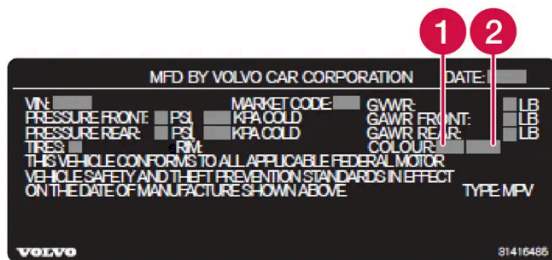 1 2
MFD BY VOLVO CAR CORPORATION DATE:
VIN: MARKET CODE: GVWR: LB
PRESSURE FRONT: PSI, KPA COLD GAWR FRONT: LB
PRESSURE REAR: PSI, KPA COLD GAWR REAR: LB
TIRES: RIM: COLOUR:
THIS VEHICLE CONFORMS TO ALL APPLICABLE FEDERAL MOTOR
VEHICLE SAFETY AND THEFT PREVENTION STANDARDS IN EFFECT
ON THE DATE OF MANUFACTURE SHOWN ABOVE TYPE: MPV
VOLVO 31416485